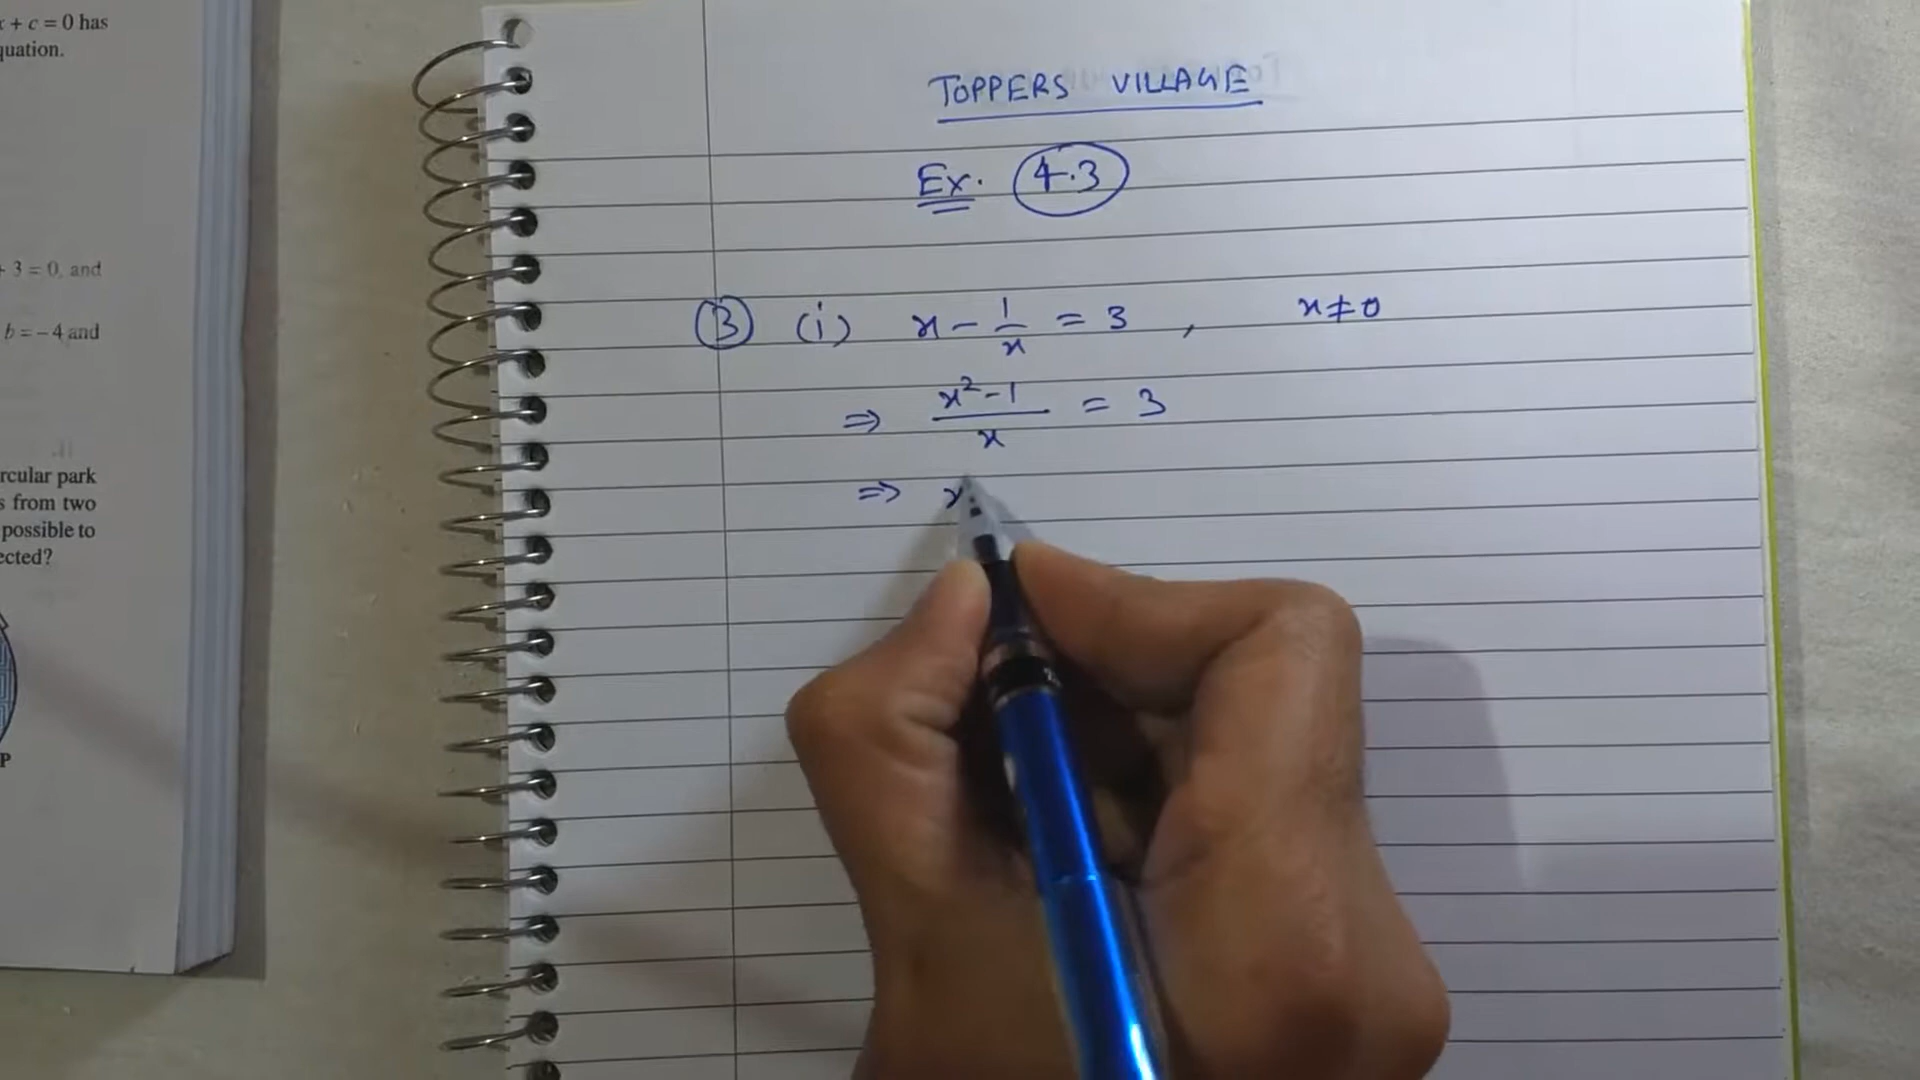 x + c = 0 has
quation.
+ 3 = 0, and
b = – 4 and
rcular park
s from two
possible to
ected?
P
TOPPERS VILLAGE
Ex. 4.3
3 (i) x - 1/x = 3 , x ≠ 0
⇒ x² - 1 / x = 3
⇒ x